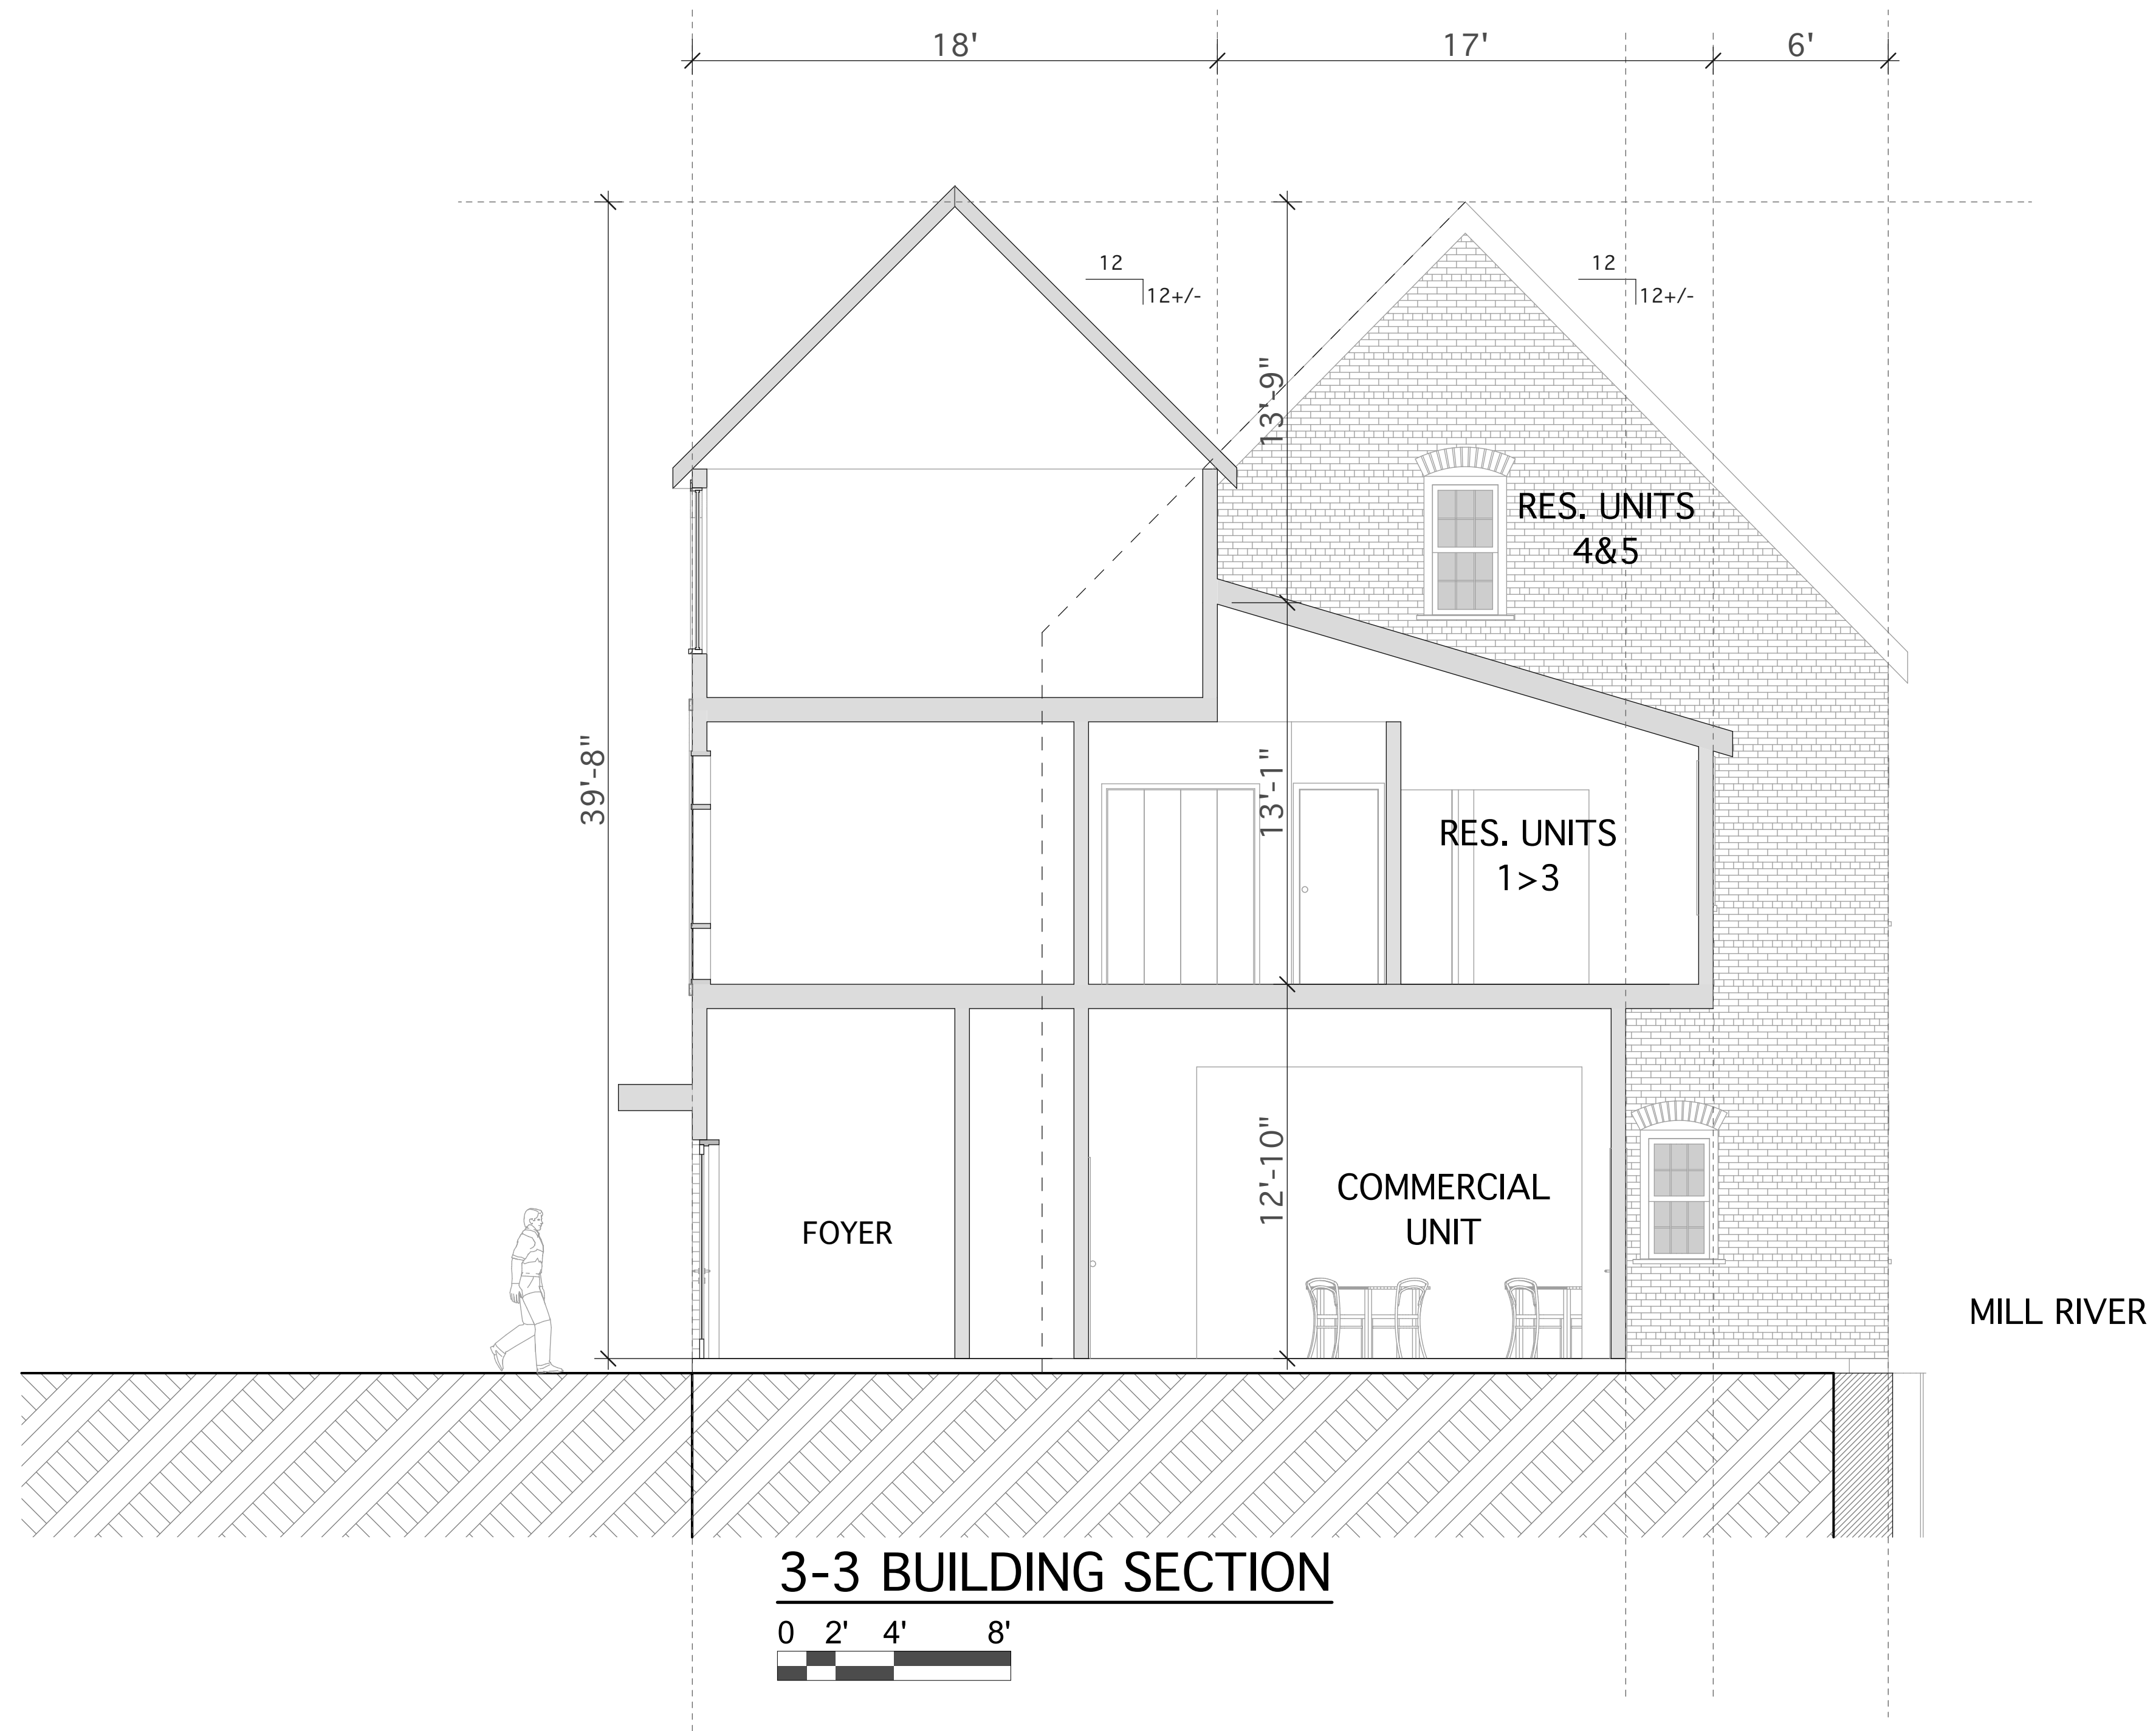 18'
17'
6'
12
12+/-
12
12+/-
13'-9"
RES. UNITS
4&5
39'-8"
13'-1"
RES. UNITS
1>3
12'-10"
COMMERCIAL
UNIT
FOYER
MILL RIVER
3-3 BUILDING SECTION
0 2' 4' 8'